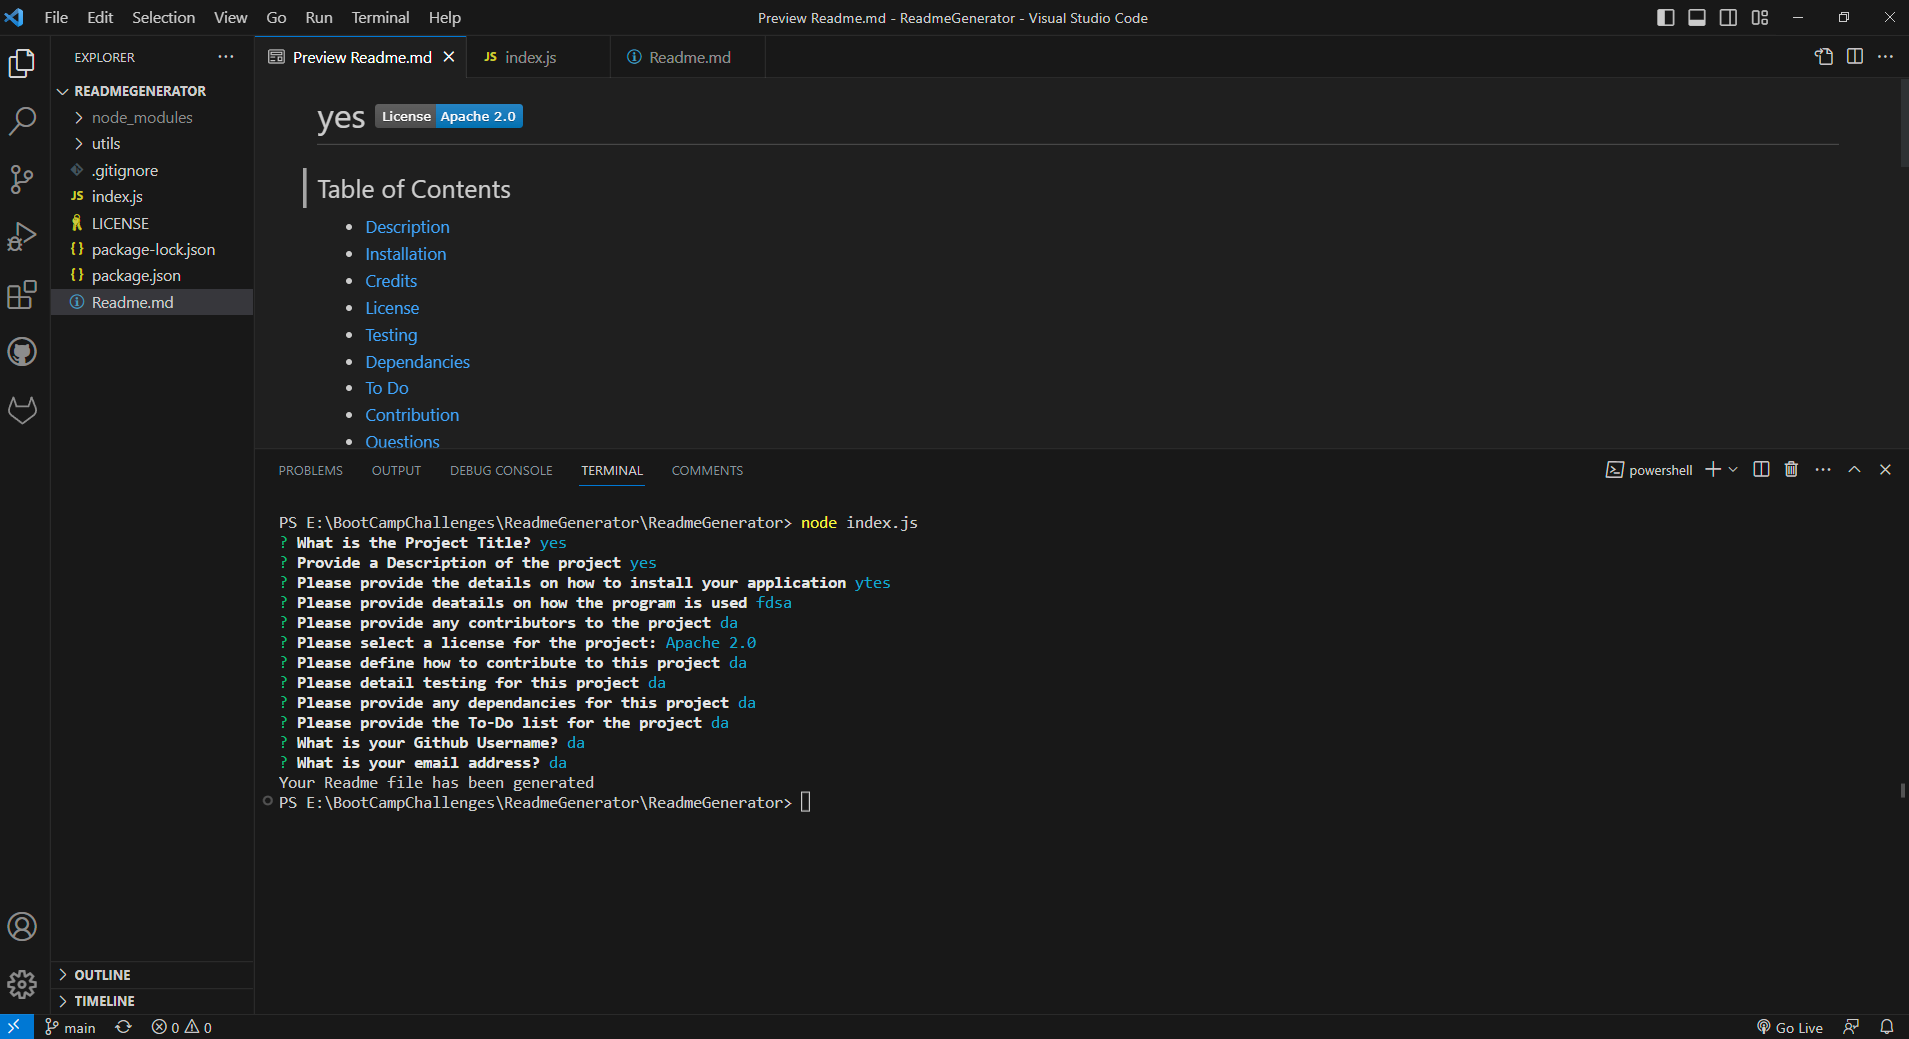 File Edit Selection View Go Run Terminal Help
Preview Readme.md - ReadmeGenerator - Visual Studio Code
EXPLORER
READMEGENERATOR
node_modules
utils
.gitignore
JS index.js
LICENSE
{} package-lock.json
{} package.json
Readme.md
OUTLINE
TIMELINE
Preview Readme.md
JS index.js
Readme.md
yes License Apache 2.0
Table of Contents
• Description
• Installation
• Credits
• License
• Testing
• Dependancies
• To Do
• Contribution
• Questions
PROBLEMS OUTPUT DEBUG CONSOLE TERMINAL COMMENTS
powershell
PS E:\BootCampChallenges\ReadmeGenerator\ReadmeGenerator> node index.js
? What is the Project Title? yes
? Provide a Description of the project yes
? Please provide the details on how to install your application ytes
? Please provide deatails on how the program is used fdsa
? Please provide any contributors to the project da
? Please select a license for the project: Apache 2.0
? Please define how to contribute to this project da
? Please detail testing for this project da
? Please provide any dependancies for this project da
? Please provide the To-Do list for the project da
? What is your Github Username? da
? What is your email address? da
Your Readme file has been generated
PS E:\BootCampChallenges\ReadmeGenerator\ReadmeGenerator>
main 0 0
Go Live